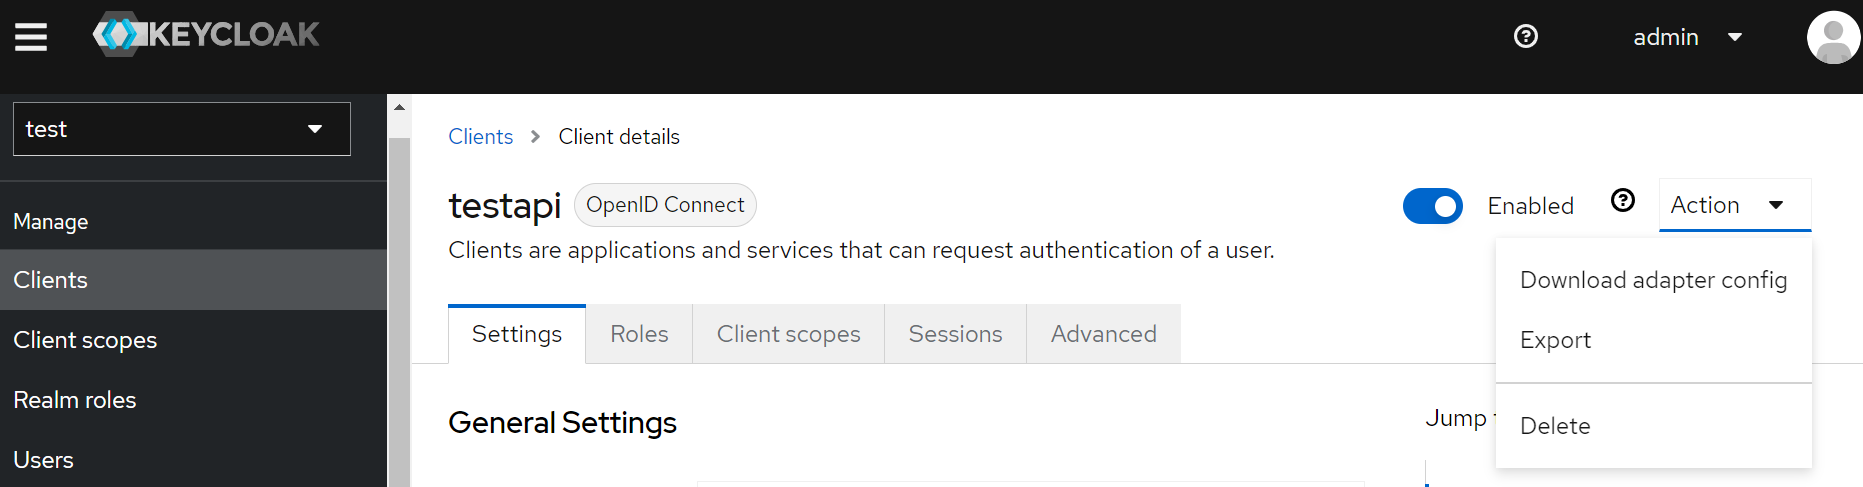 KEYCLOAK
admin
test
Manage
Clients
Client scopes
Realm roles
Users
Clients > Client details
testapi OpenID Connect
Enabled
Action
Clients are applications and services that can request authentication of a user.
Download adapter config
Export
Delete
Settings Roles Client scopes Sessions Advanced
General Settings
Jump